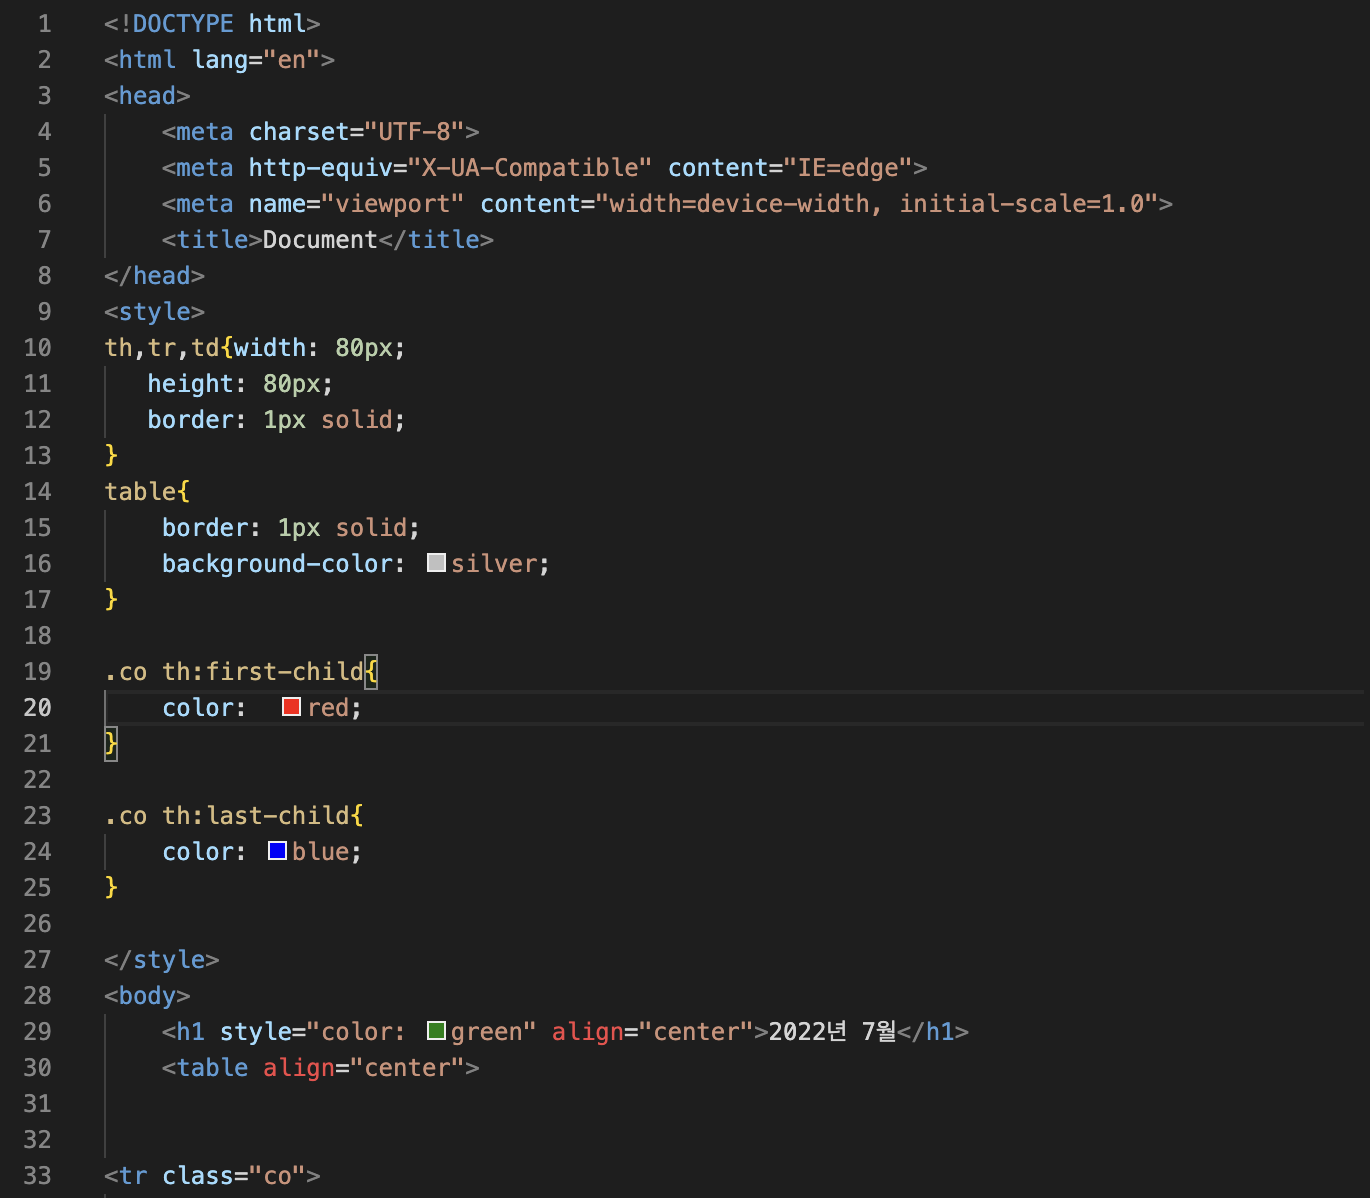 1 <!DOCTYPE html>
2 <html lang="en">
3 <head>
4     <meta charset="UTF-8">
5     <meta http-equiv="X-UA-Compatible" content="IE=edge">
6     <meta name="viewport" content="width=device-width, initial-scale=1.0">
7     <title>Document</title>
8 </head>
9 <style>
10 th,tr,td{width: 80px;
11    height: 80px;
12    border: 1px solid;
13 }
14 table{
15     border: 1px solid;
16     background-color: silver;
17 }
18
19 .co th:first-child{
20     color:  red;
21 }
22
23 .co th:last-child{
24     color: blue;
25 }
26
27 </style>
28 <body>
29     <h1 style="color: green" align="center">2022년 7월</h1>
30     <table align="center">
31
32
33 <tr class="co">